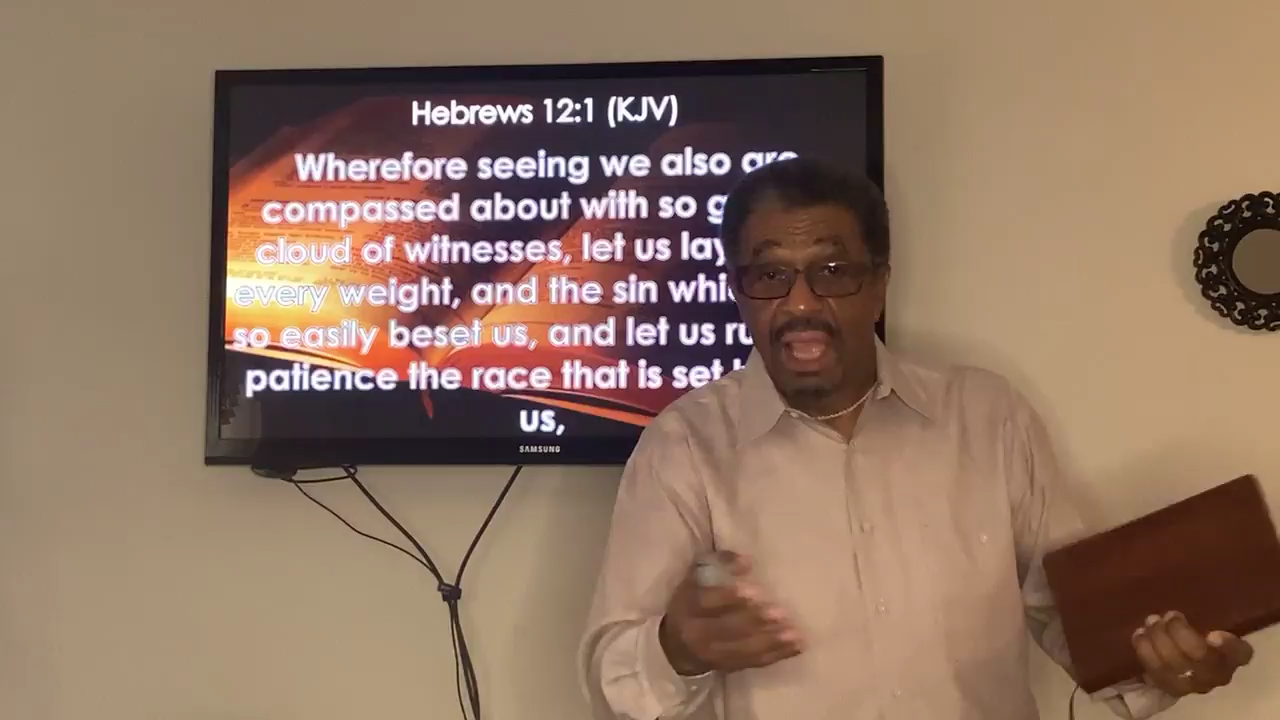 Hebrews 12:1 (KJV)
Wherefore seeing we also are
compassed about with so
cloud of witnesses, let us lay
every weight, and the sin
so easily beset us, and let us
patience the race that is set
us,
SAMSUNG